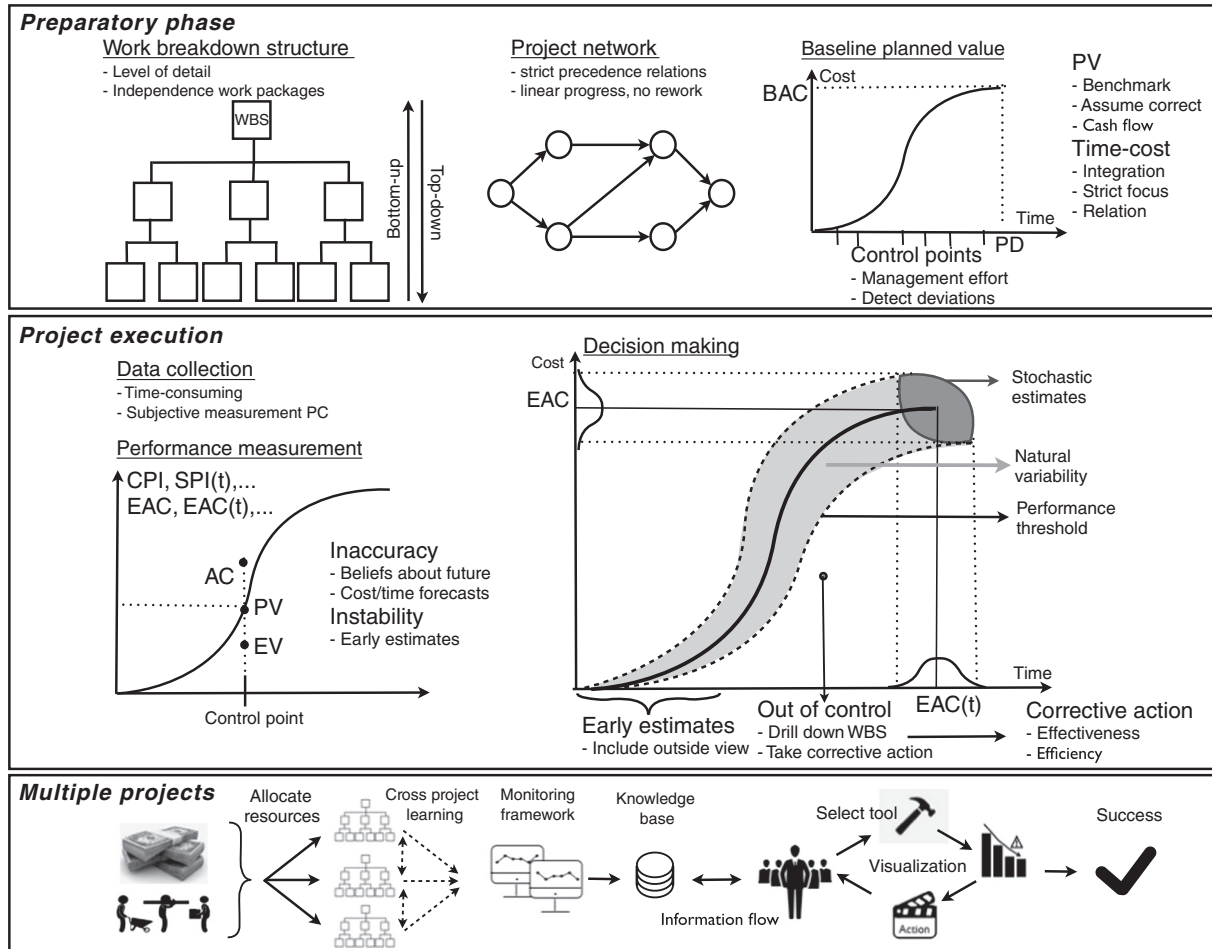 Preparatory phase
Work breakdown structure
- Level of detail
- Independence work packages
WBS
Bottom-up
Top-down
Project network
- strict precedence relations
- linear progress, no rework
Baseline planned value
Cost
BAC
Time
PD
Control points
- Management effort
- Detect deviations
PV
- Benchmark
- Assume correct
- Cash flow
Time-cost
- Integration
- Strict focus
- Relation
Project execution
Data collection
- Time-consuming
- Subjective measurement PC
Performance measurement
CPI, SPI(t),...
EAC, EAC(t),...
AC
PV
EV
Control point
Inaccuracy
- Beliefs about future
- Cost/time forecasts
Instability
- Early estimates
Decision making
Cost
EAC
Stochastic
estimates
Natural
variability
Performance
threshold
Time
EAC(t)
Early estimates
- Include outside view
Out of control
- Drill down WBS
- Take corrective action
Corrective action
- Effectiveness
- Efficiency
Multiple projects
Allocate
resources
Cross project
learning
Monitoring
framework
Knowledge
base
Information flow
Select tool
Visualization
Action
Success